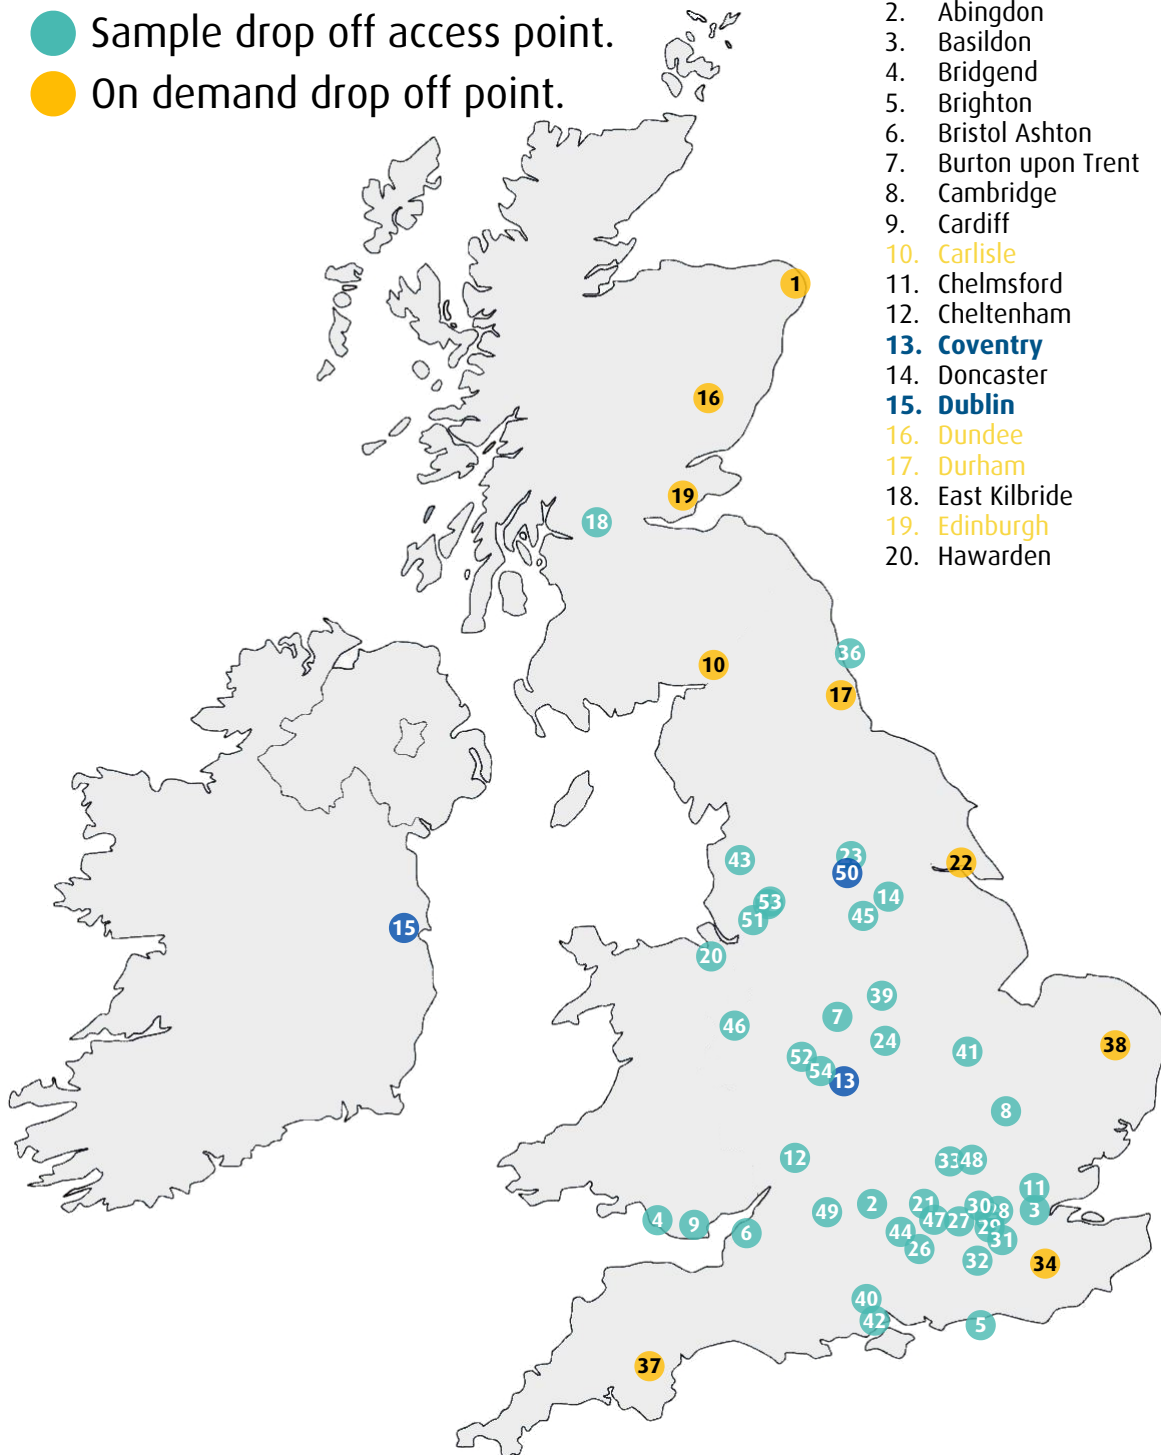 Sample drop off access point.
On demand drop off point.
2. Abingdon
3. Basildon
4. Bridgend
5. Brighton
6. Bristol Ashton
7. Burton upon Trent
8. Cambridge
9. Cardiff
10. Carlisle
11. Chelmsford
12. Cheltenham
13. Coventry
14. Doncaster
15. Dublin
16. Dundee
17. Durham
18. East Kilbride
19. Edinburgh
20. Hawarden
1
16
19
18
36
10
17
23
43
22
50
14
53
45
51
15
20
39
7
46
24
38
41
52
54
13
8
12
33
48
11
2
21
30
28
3
49
4
47
27
9
29
6
44
31
26
32
34
40
42
5
37